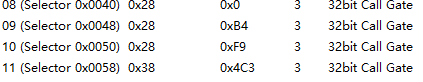 08 (Selector 0x0040) 0x28 0x0 3 32bit Call Gate
09 (Selector 0x0048) 0x28 0xB4 3 32bit Call Gate
10 (Selector 0x0050) 0x28 0xF9 3 32bit Call Gate
11 (Selector 0x0058) 0x38 0x4C3 3 32bit Call Gate